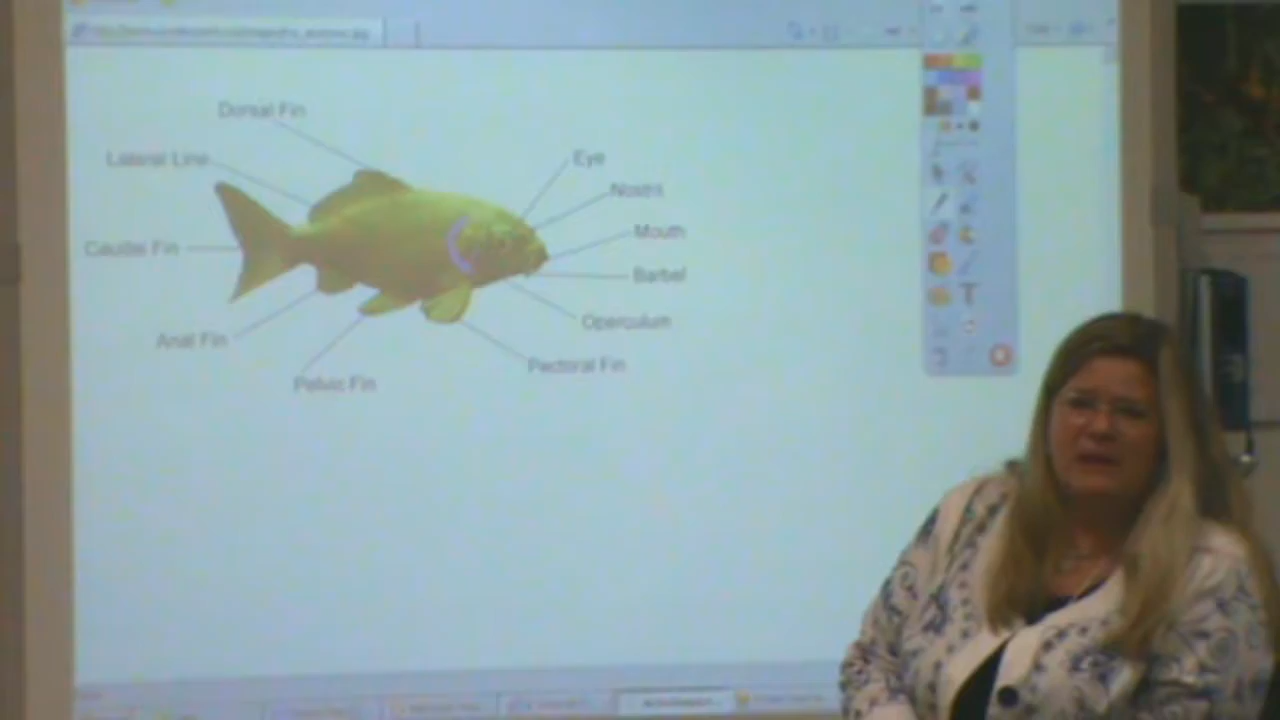 Dorsal Fin
Lateral Line
Eye
Nostril
Mouth
Caudal Fin
Barbel
Operculum
Anal Fin
Pectoral Fin
Pelvic Fin
T